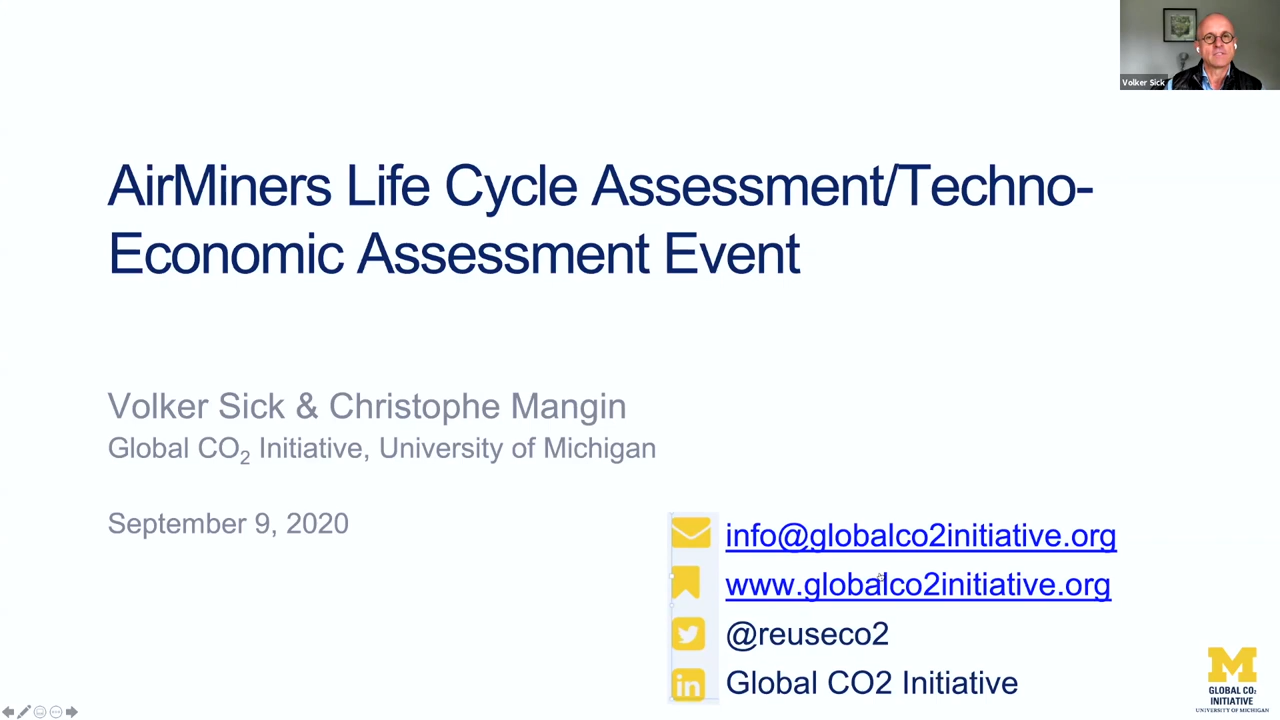 Volker Sick
AirMiners Life Cycle Assessment/Techno-
Economic Assessment Event
Volker Sick & Christophe Mangin
Global CO₂ Initiative, University of Michigan
September 9, 2020
info@globalco2initiative.org
www.globalco2initiative.org
@reuseco2
in
Global CO2 Initiative
M
GLOBAL CO₂
INITIATIVE
UNIVERSITY OF MICHIGAN